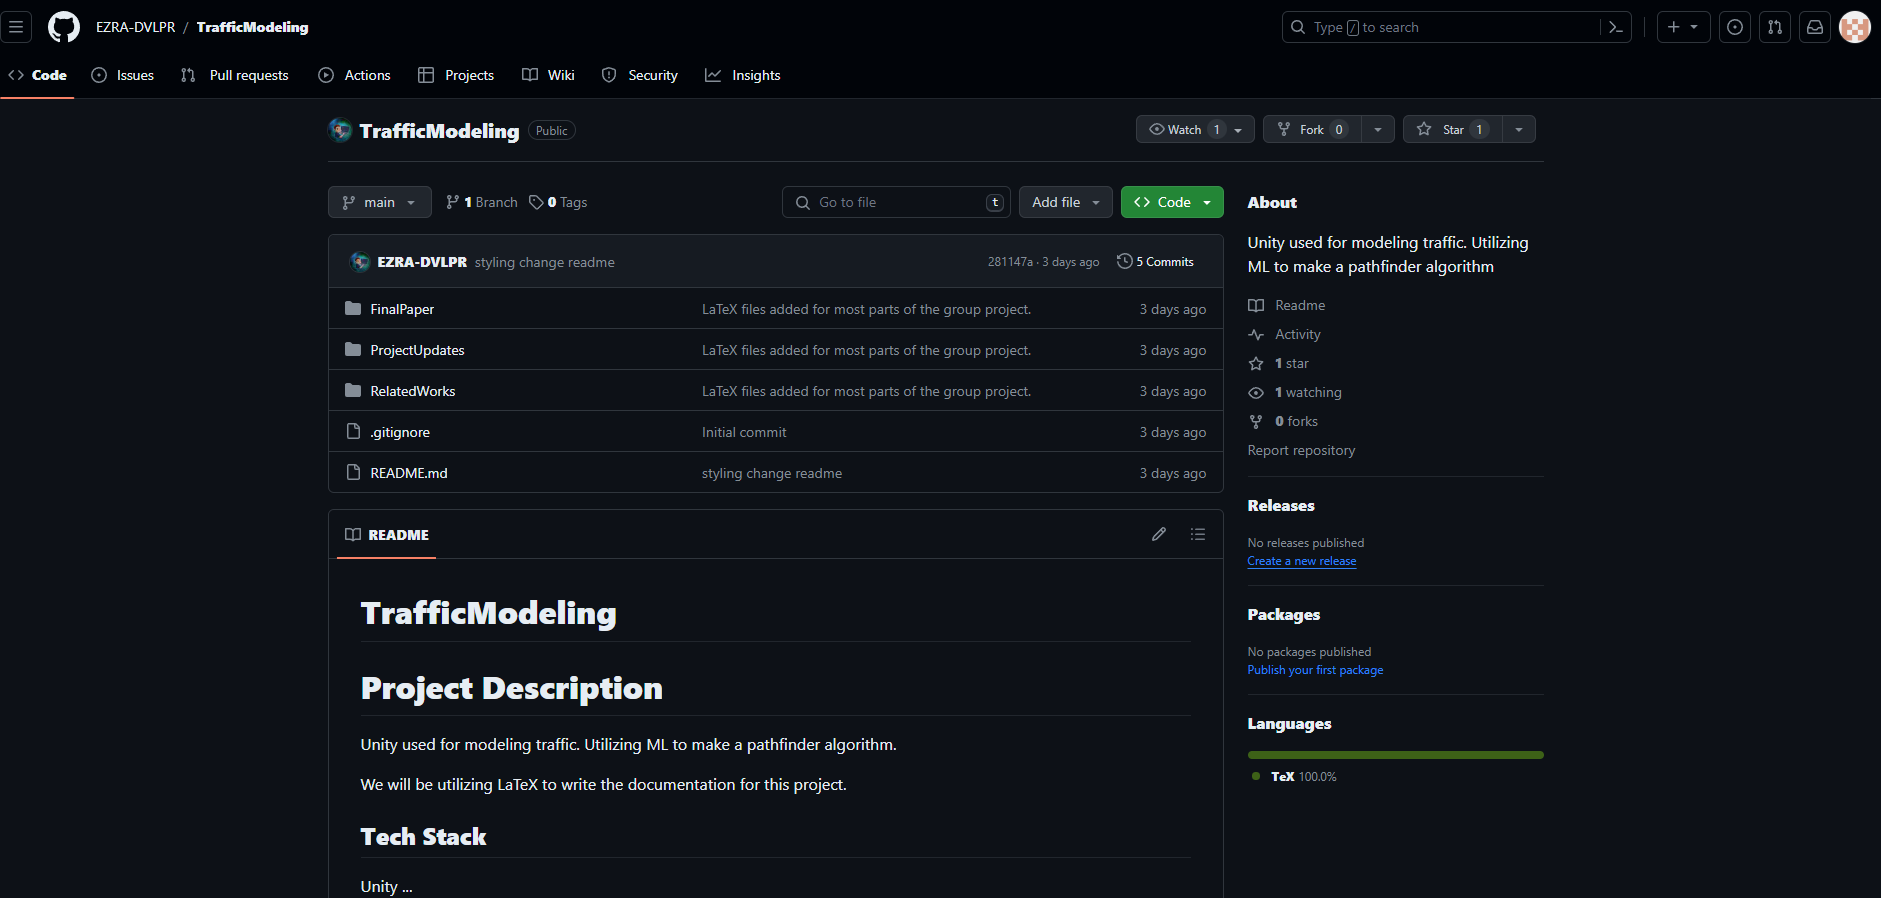 EZRA-DVLPR / TrafficModeling
Type / to search
Code Issues Pull requests Actions Projects Wiki Security Insights
TrafficModeling Public
Watch 1 Fork 0 Star 1
main 1 Branch 0 Tags
Go to file t Add file Code
EZRA-DVLPR styling change readme 281147a · 3 days ago 5 Commits
FinalPaper LaTeX files added for most parts of the group project. 3 days ago
ProjectUpdates LaTeX files added for most parts of the group project. 3 days ago
RelatedWorks LaTeX files added for most parts of the group project. 3 days ago
.gitignore Initial commit 3 days ago
README.md styling change readme 3 days ago
README
TrafficModeling
Project Description
Unity used for modeling traffic. Utilizing ML to make a pathfinder algorithm.
We will be utilizing LaTeX to write the documentation for this project.
Tech Stack
Unity ...
About
Unity used for modeling traffic. Utilizing
ML to make a pathfinder algorithm
Readme
Activity
1 star
1 watching
0 forks
Report repository
Releases
No releases published
Create a new release
Packages
No packages published
Publish your first package
Languages
TeX 100.0%